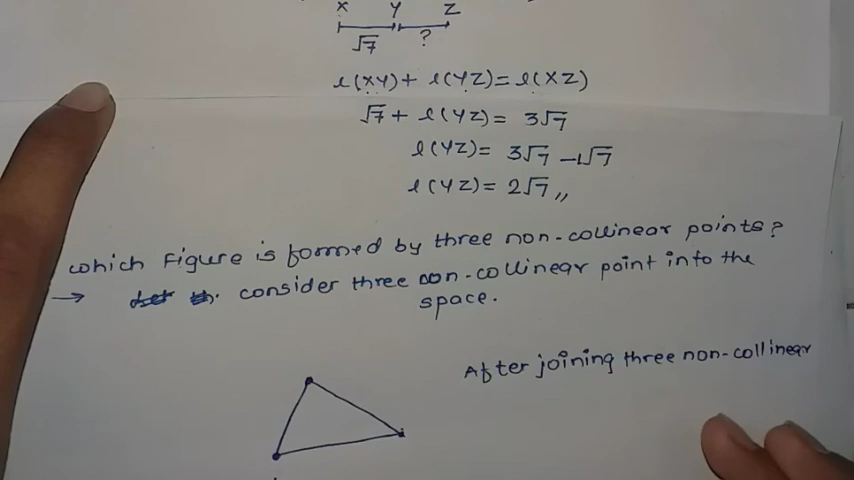 X Y Z
√7 ?
l(XY) + l(YZ) = l(XZ)
√7 + l(YZ) = 3√7
l(YZ) = 3√7 - 1√7
l(YZ) = 2√7 //
which Figure is formed by three non-collinear points?
→ consider three non-collinear point into the
space.
After joining three non-collinear